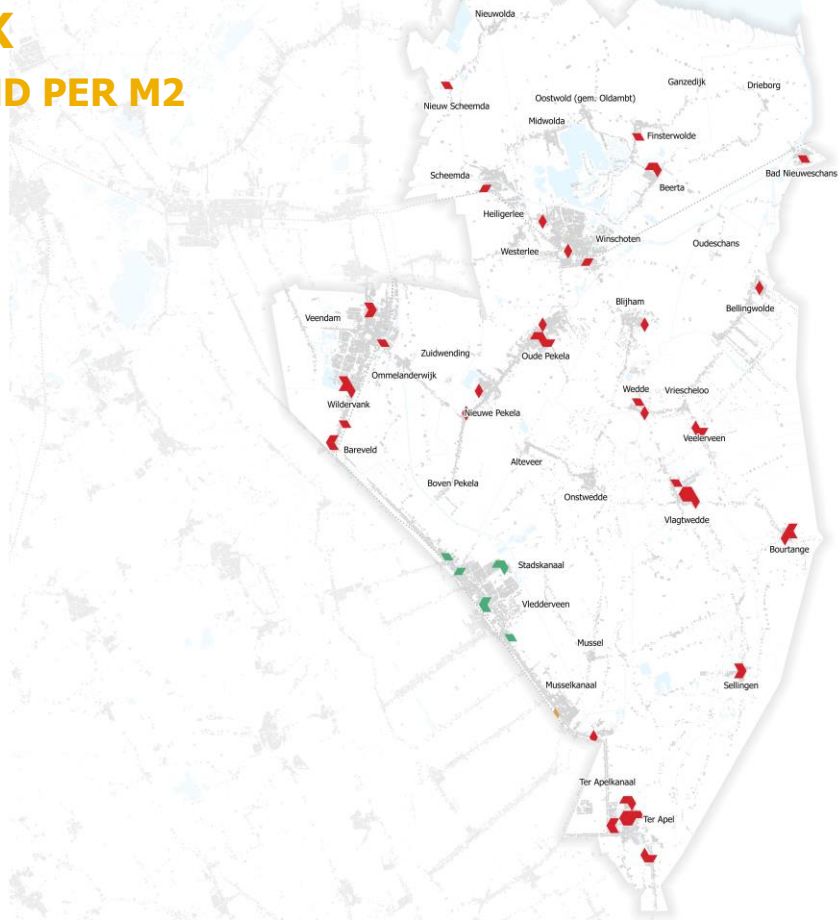 X
D PER M2
Nieuwolda
Ganzedijk
Drieborg
Nieuw Scheemda
Oostwold (gem. Oldambt)
Midwolda
Finsterwolde
Scheemda
Beerta
Bad Nieuweschans
Heiligerlee
Winschoten
Westerlee
Oudeschans
Blijham
Bellingwolde
Veendam
Zuidwending
Oude Pekela
Ommelanderwijk
Wedde
Vriescheloo
Wildervank
Nieuwe Pekela
Veelerveen
Bareveld
Alteveer
Boven Pekela
Onstwedde
Vlagtwedde
Bourtange
Stadskanaal
Vledderveen
Mussel
Musselkanaal
Sellingen
Ter Apelkanaal
Ter Apel